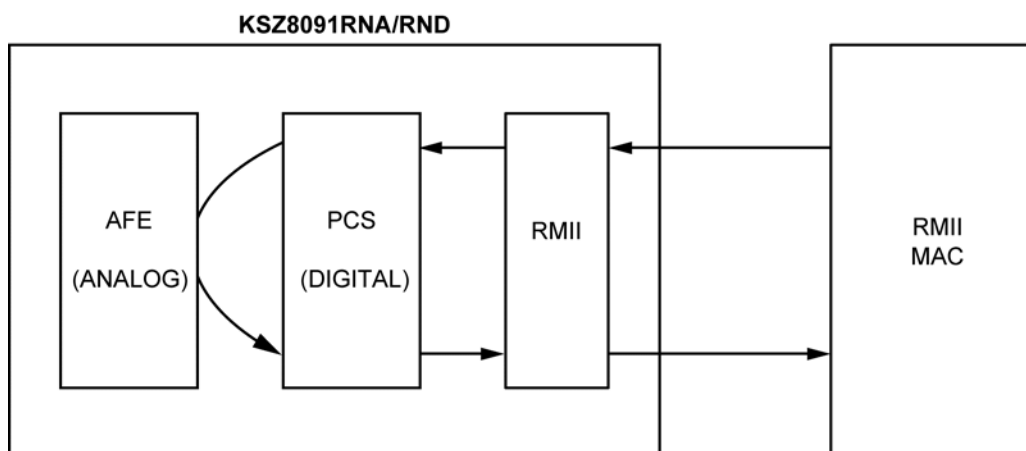 KSZ8091RNA/RND
AFE
(ANALOG)
PCS
(DIGITAL)
RMII
RMII
MAC